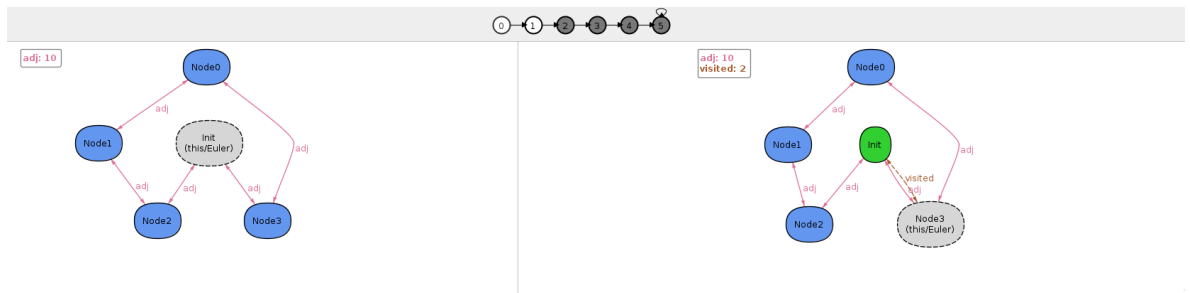 0 1 2 3 4 5
adj: 10
Node0
adj
Init
(this/Euler)
Node1
adj
adj
adj
adj
Node2
Node3
adj: 10
visited: 2
Node0
adj
Node1
Init
adj
visited
adj
adj
adj
Node2
Node3
(this/Euler)